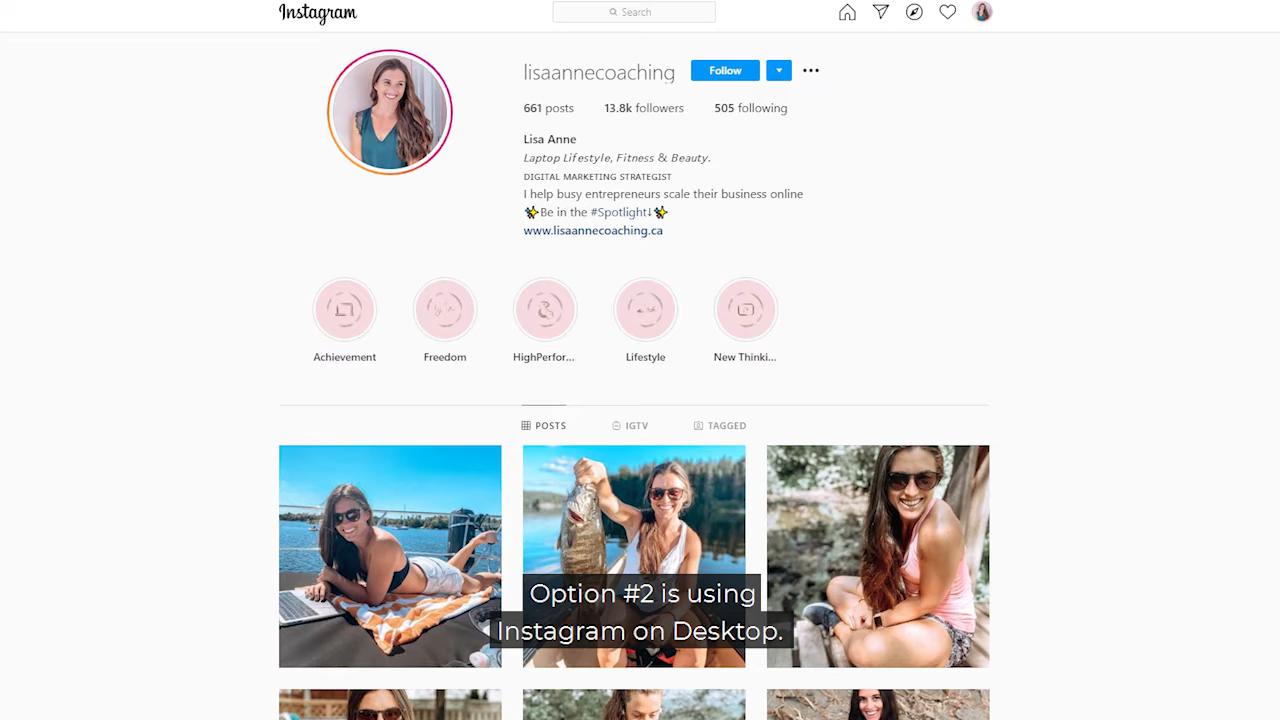 Instagram
Search
lisaannecoaching
Follow
661 posts 13.8k followers 505 following
Lisa Anne
Laptop Lifestyle, Fitness & Beauty.
DIGITAL MARKETING STRATEGIST
I help busy entrepreneurs scale their business online
✨Be in the #Spotlight↓✨
www.lisaannecoaching.ca
Achievement Freedom HighPerfor... Lifestyle New Thinki...
POSTS IGTV TAGGED
Option #2 is using
Instagram on Desktop.